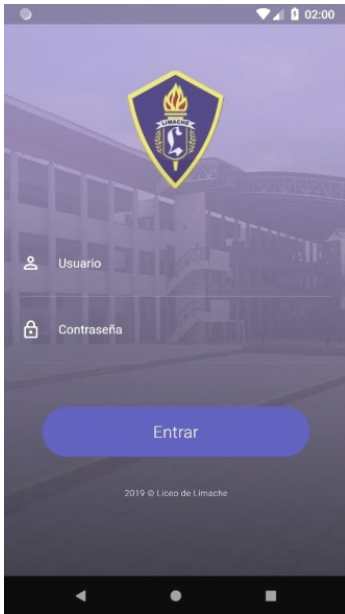 02:00
LIMACHE
L
Usuario
Contraseña
Entrar
2019 © Liceo de Limache